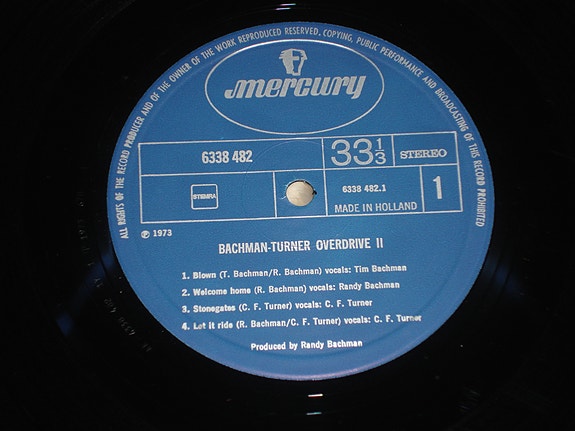 ALL RIGHTS OF THE RECORD PRODUCER AND OF THE OWNER OF THE WORK REPRODUCED RESERVED, COPYING, PUBLIC PERFORMANCE AND BROADCASTING OF THIS RECORD PROHIBITED
mercury
6338 482
33 1/3
STEREO
STEMRA
6338 482.1
MADE IN HOLLAND
1
℗ 1973
BACHMAN-TURNER OVERDRIVE II
1. Blown (T. Bachman/R. Bachman) vocals: Tim Bachman
2. Welcome home (R. Bachman) vocals: Randy Bachman
3. Stonegates (C. F. Turner) vocals: C. F. Turner
4. Let it ride (R. Bachman/C. F. Turner) vocals: C. F. Turner
Produced by Randy Bachman